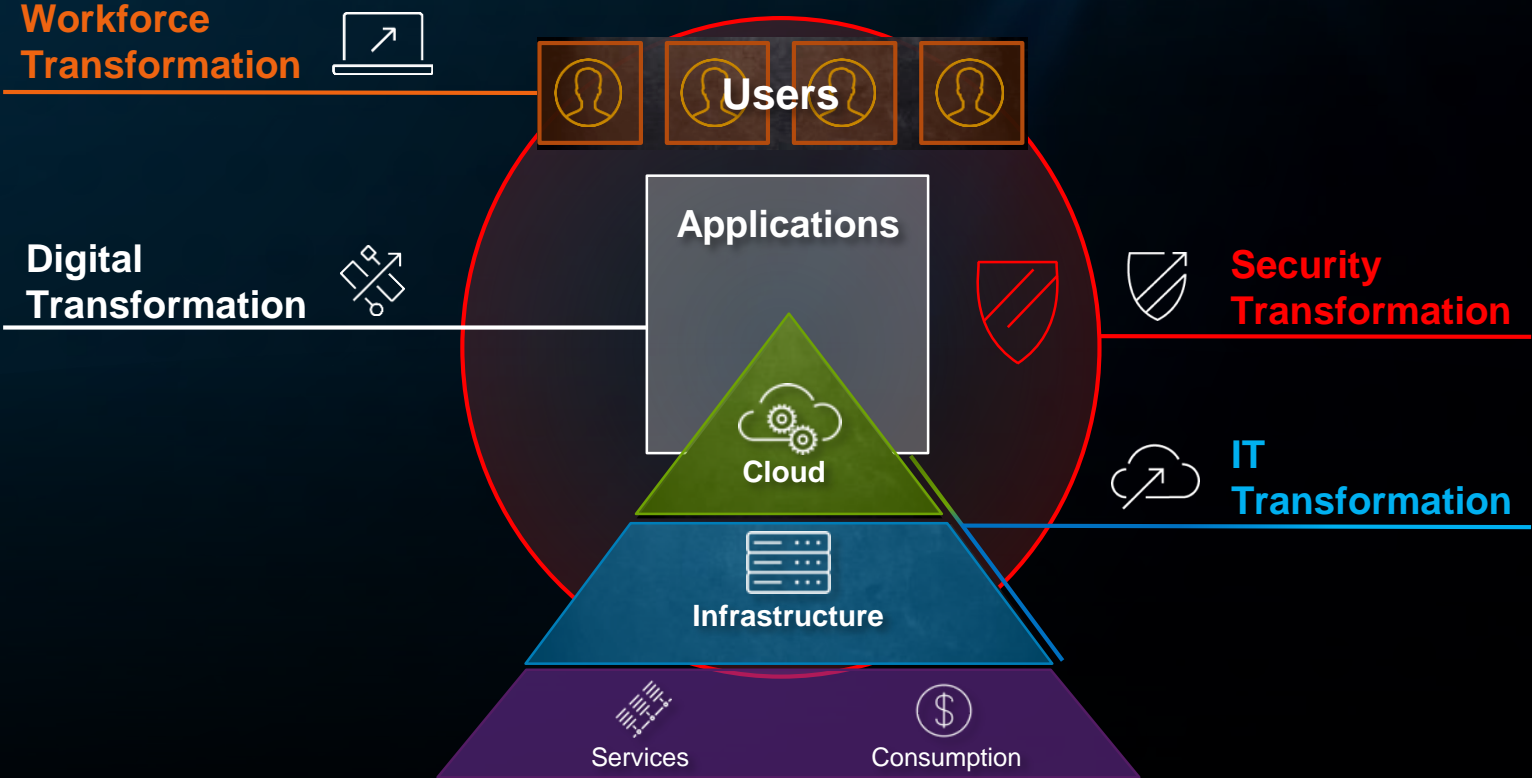 Workforce
Transformation
Users
Applications
Digital
Transformation
Security
Transformation
Cloud
IT
Transformation
Infrastructure
Services
Consumption
$